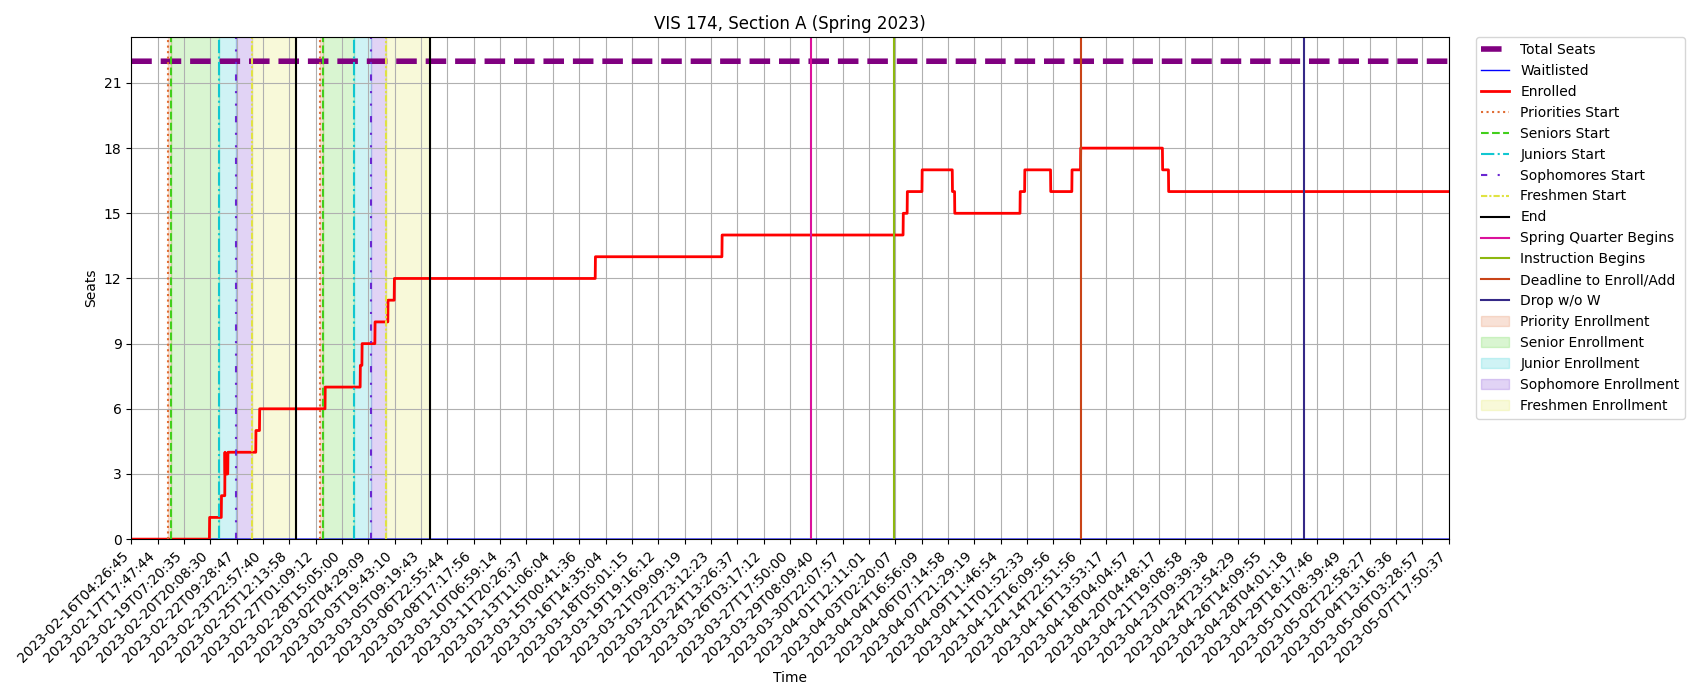 VIS 174, Section A (Spring 2023)
Seats
21
18
15
12
9
6
3
0
2023-02-16T04:26:45
2023-02-17T17:47:44
2023-02-19T07:20:35
2023-02-20T20:08:30
2023-02-22T09:28:47
2023-02-23T22:57:40
2023-02-25T12:13:58
2023-02-27T01:09:12
2023-02-28T15:05:00
2023-03-02T04:29:09
2023-03-03T19:43:10
2023-03-05T09:19:43
2023-03-06T22:55:44
2023-03-08T17:17:56
2023-03-10T06:59:14
2023-03-11T20:26:37
2023-03-13T11:06:04
2023-03-15T00:41:36
2023-03-16T14:35:04
2023-03-18T05:01:15
2023-03-19T19:16:12
2023-03-21T09:09:19
2023-03-22T23:12:23
2023-03-24T13:26:37
2023-03-26T03:17:12
2023-03-27T17:50:00
2023-03-29T08:09:40
2023-03-30T22:07:57
2023-04-01T12:11:01
2023-04-03T02:20:07
2023-04-04T16:56:09
2023-04-06T07:14:58
2023-04-07T21:29:19
2023-04-09T11:46:54
2023-04-11T01:52:33
2023-04-12T16:09:56
2023-04-14T22:51:56
2023-04-16T13:53:17
2023-04-18T04:04:57
2023-04-20T04:48:17
2023-04-21T19:08:58
2023-04-23T09:39:38
2023-04-24T23:54:29
2023-04-26T14:09:55
2023-04-28T04:01:18
2023-04-29T18:17:46
2023-05-01T08:39:49
2023-05-02T22:58:27
2023-05-04T13:16:36
2023-05-06T03:28:57
2023-05-07T17:50:37
Time
Total Seats
Waitlisted
Enrolled
Priorities Start
Seniors Start
Juniors Start
Sophomores Start
Freshmen Start
End
Spring Quarter Begins
Instruction Begins
Deadline to Enroll/Add
Drop w/o W
Priority Enrollment
Senior Enrollment
Junior Enrollment
Sophomore Enrollment
Freshmen Enrollment